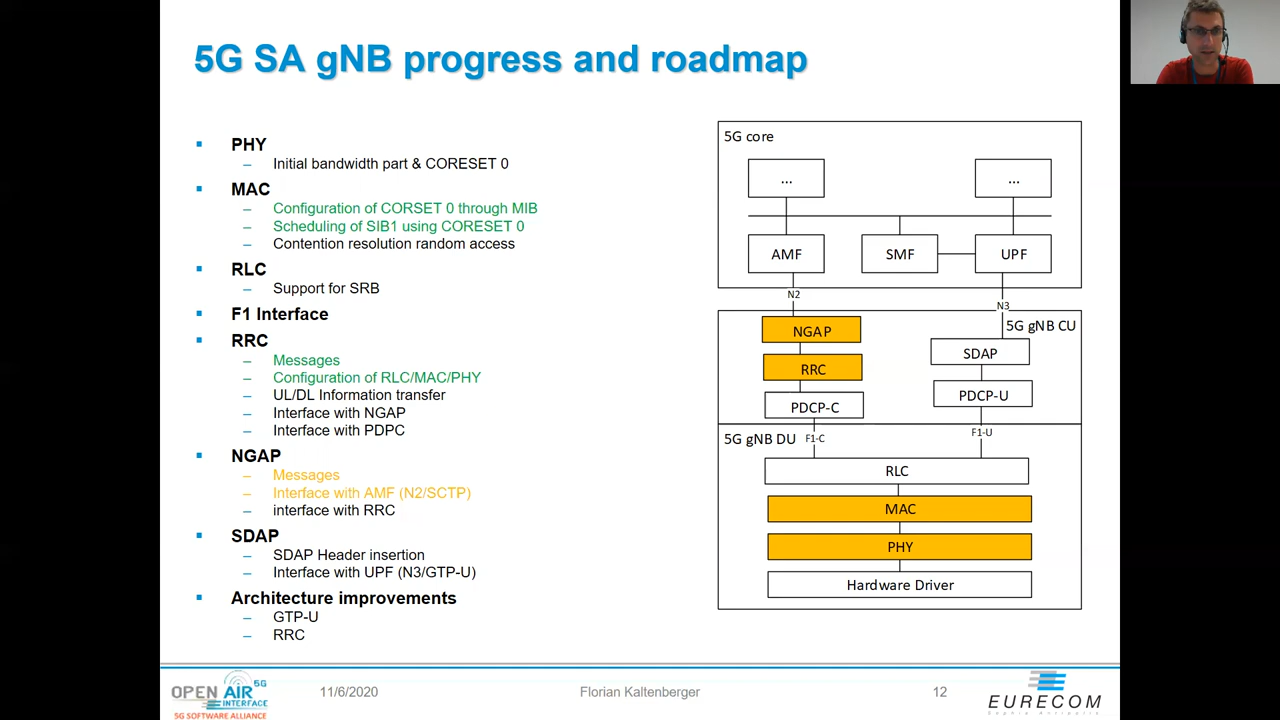 5G SA gNB progress and roadmap
PHY
Initial bandwidth part & CORESET 0
MAC
Configuration of CORSET 0 through MIB
Scheduling of SIB1 using CORESET 0
Contention resolution random access
RLC
Support for SRB
F1 Interface
RRC
Messages
Configuration of RLC/MAC/PHY
UL/DL Information transfer
Interface with NGAP
Interface with PDPC
NGAP
Messages
Interface with AMF (N2/SCTP)
interface with RRC
SDAP
SDAP Header insertion
Interface with UPF (N3/GTP-U)
Architecture improvements
GTP-U
RRC
5G core
... ...
AMF SMF UPF
N2 N3
5G gNB CU
NGAP
SDAP
RRC
PDCP-U
PDCP-C
5G gNB DU F1-C F1-U
RLC
MAC
PHY
Hardware Driver
OPEN AIR 5G
INTERFACE
5G SOFTWARE ALLIANCE
11/6/2020
Florian Kaltenberger
12
EURECOM
Sophia Antipolis